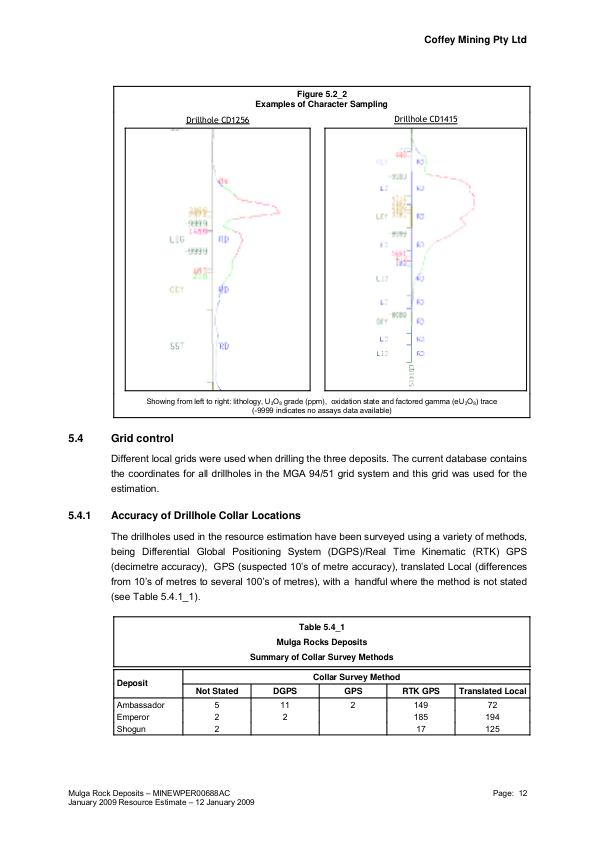 Coffey Mining Pty Ltd
Figure 5.2_2
Examples of Character Sampling
Drillhole CD1256
Drillhole CD1415
LIG
RD
CDY
RD
SST
RD
-9999
-9999
Showing from left to right: lithology, U₃O₈ grade (ppm), oxidation state and factored gamma (eU₃O₈) trace
(-9999 indicates no assays data available)
5.4 Grid control
Different local grids were used when drilling the three deposits. The current database contains
the coordinates for all drillholes in the MGA 94/51 grid system and this grid was used for the
estimation.
5.4.1 Accuracy of Drillhole Collar Locations
The drillholes used in the resource estimation have been surveyed using a variety of methods,
being Differential Global Positioning System (DGPS)/Real Time Kinematic (RTK) GPS
(decimetre accuracy), GPS (suspected 10's of metre accuracy), translated Local (differences
from 10's of metres to several 100's of metres), with a handful where the method is not stated
(see Table 5.4.1_1).
Table 5.4_1
Mulga Rocks Deposits
Summary of Collar Survey Methods
Deposit Collar Survey Method
Not Stated DGPS GPS RTK GPS Translated Local
Ambassador 5 11 2 149 72
Emperor 2 2 185 194
Shogun 2 17 125
Mulga Rock Deposits – MINEWPER00688AC Page: 12
January 2009 Resource Estimate – 12 January 2009